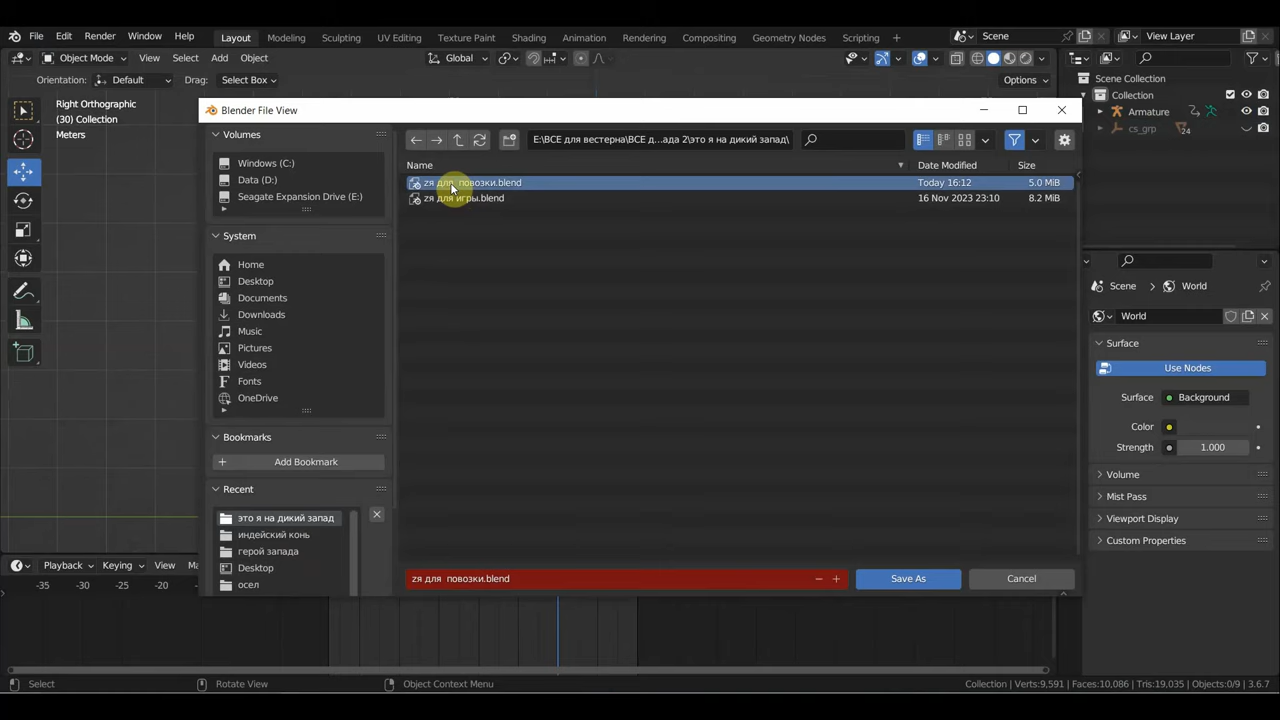 File Edit Render Window Help Layout Modeling Sculpting UV Editing Texture Paint Shading Animation Rendering Compositing Geometry Nodes Scripting + Scene View Layer
Object Mode View Select Add Object Global
Orientation: Default Drag: Select Box Options
Right Orthographic
(30) Collection
Meters
Scene Collection
Collection
Armature
cs_grp 24
Blender File View
Volumes
Windows (C:)
Data (D:)
Seagate Expansion Drive (E:)
System
Home
Desktop
Documents
Downloads
Music
Pictures
Videos
Fonts
OneDrive
Bookmarks
Add Bookmark
Recent
это я на дикий запад
индейский конь
герой запада
Desktop
осел
E:\ВСЕ для вестерна\ВСЕ д...ада 2\это я на дикий запад\
Name Date Modified Size
zя для повозки.blend Today 16:12 5.0 MiB
zя для игры.blend 16 Nov 2023 23:10 8.2 MiB
zя для повозки.blend Save As Cancel
Scene World
World
Surface
Use Nodes
Surface Background
Color
Strength 1.000
Volume
Mist Pass
Viewport Display
Custom Properties
Playback Keying View
-35 -30 -25
Select Rotate View Object Context Menu Collection | Verts:9,591 | Faces:10,086 | Tris:19,035 | Objects:0/9 | 3.6.7